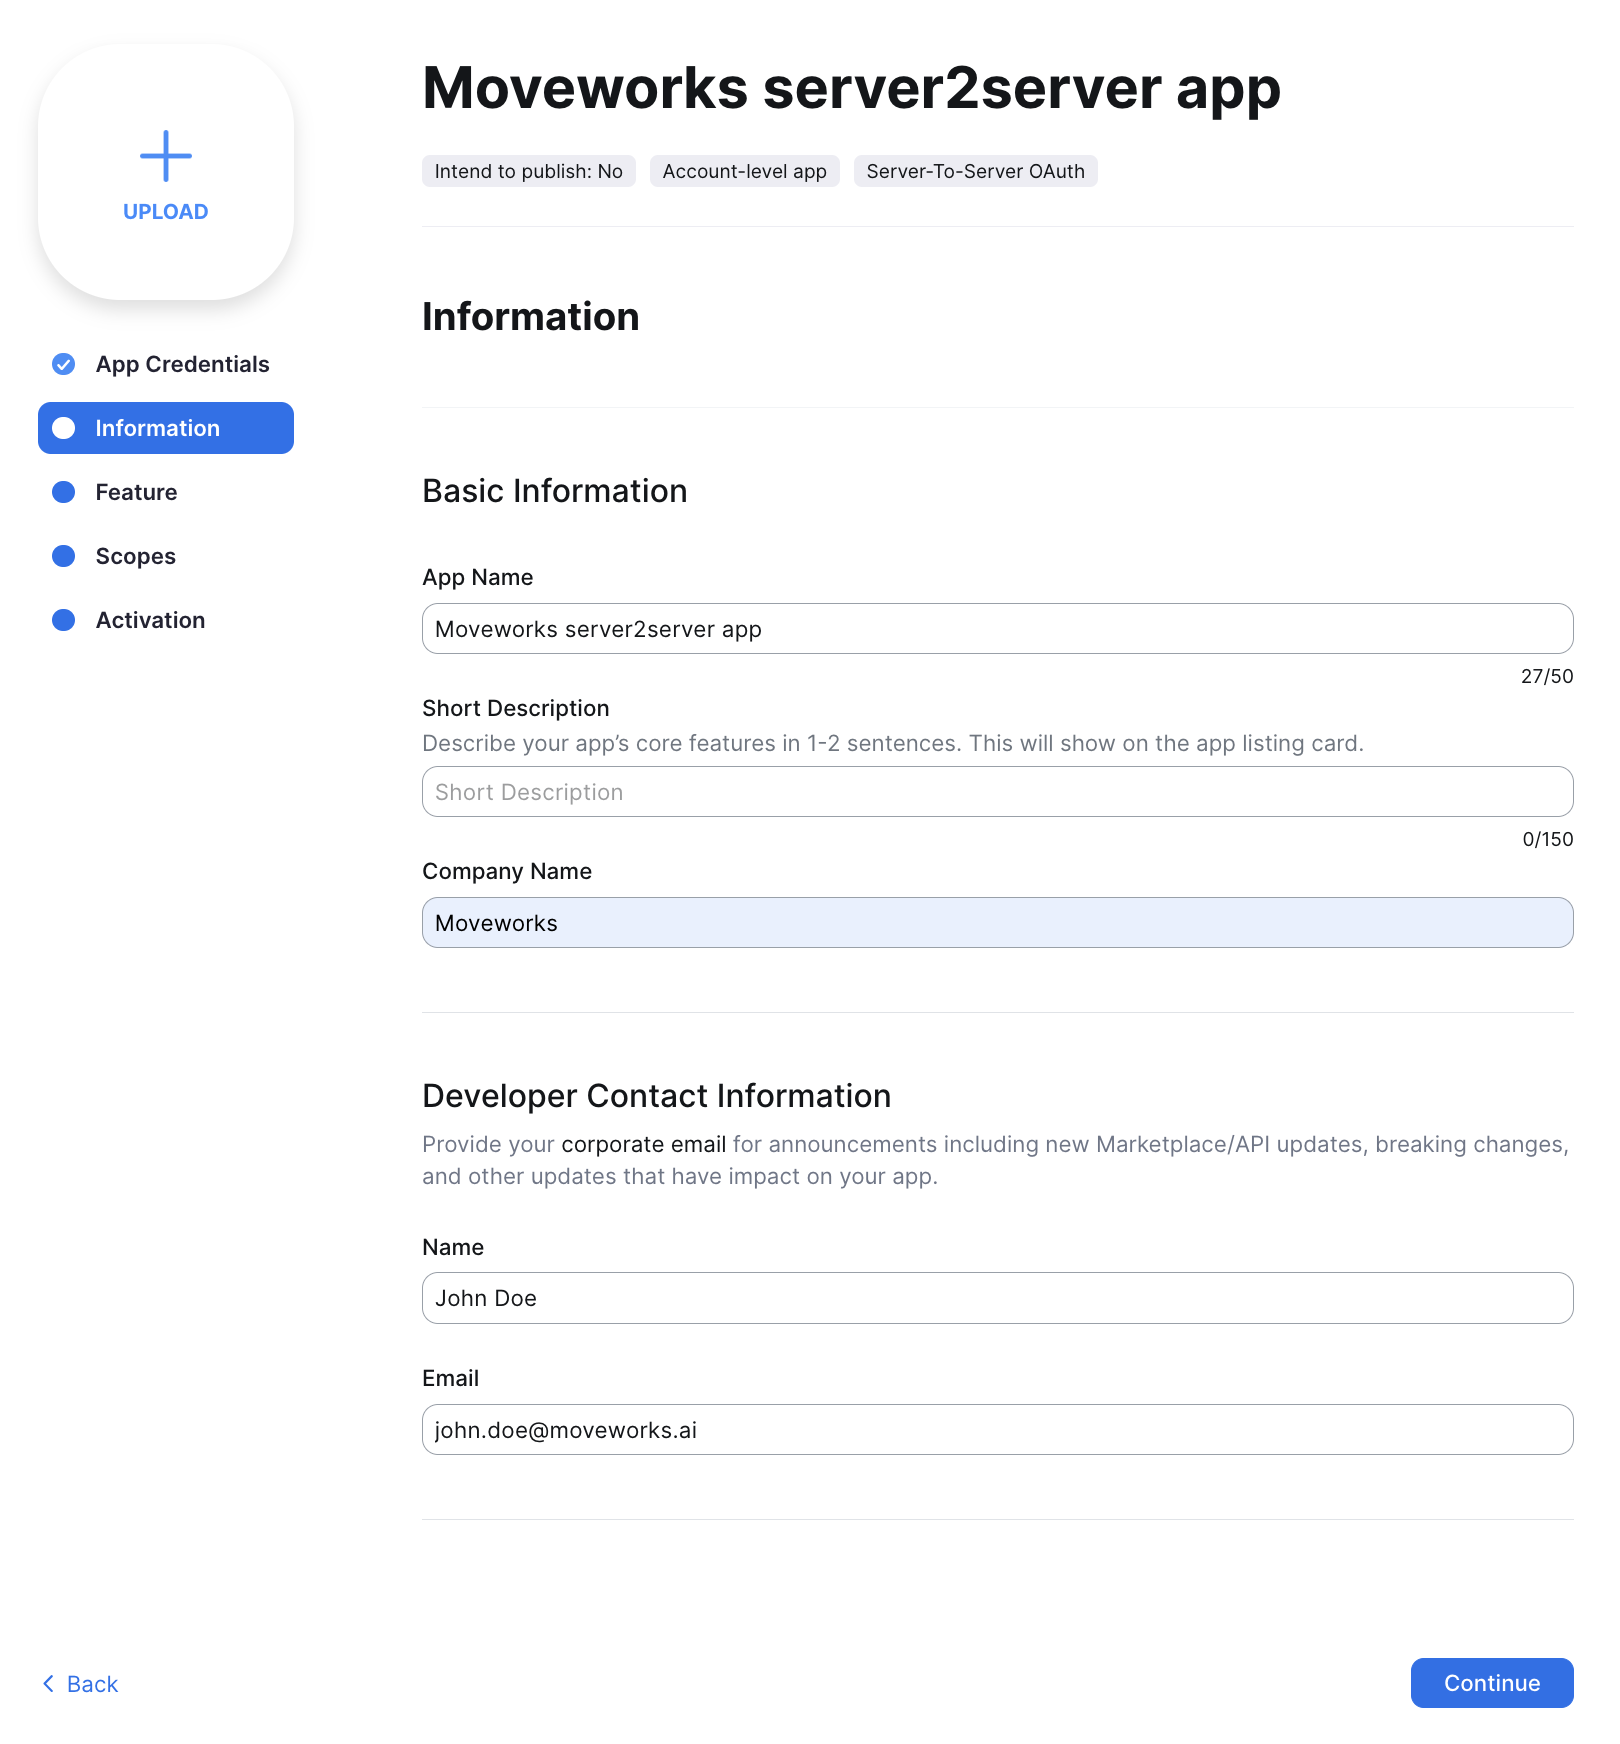 UPLOAD
App Credentials
Information
Feature
Scopes
Activation
Moveworks server2server app
Intend to publish: No
Account-level app
Server-To-Server OAuth
Information
Basic Information
App Name
Moveworks server2server app
27/50
Short Description
Describe your app’s core features in 1-2 sentences. This will show on the app listing card.
Short Description
0/150
Company Name
Moveworks
Developer Contact Information
Provide your corporate email for announcements including new Marketplace/API updates, breaking changes,
and other updates that have impact on your app.
Name
John Doe
Email
john.doe@moveworks.ai
Back
Continue